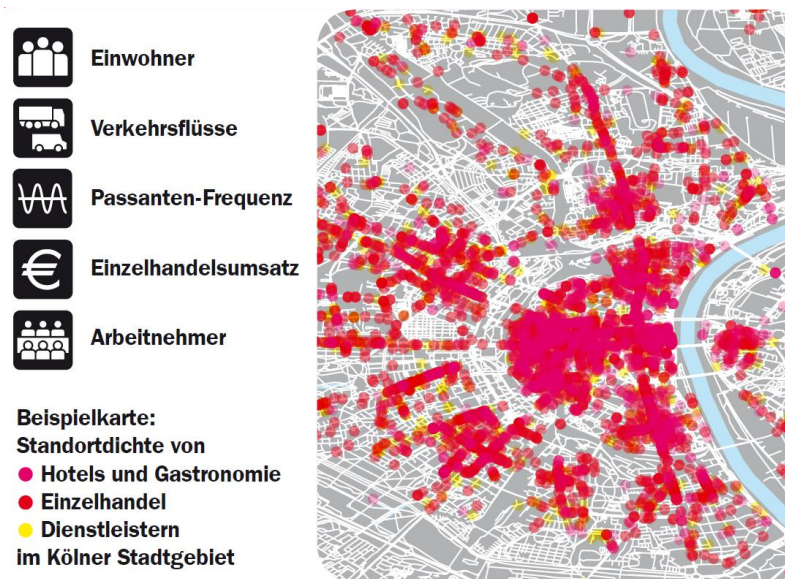 Einwohner
Verkehrsflüsse
Passanten-Frequenz
Einzelhandelsumsatz
Arbeitnehmer
Beispielkarte:
Standortdichte von
Hotels und Gastronomie
Einzelhandel
Dienstleistern
im Kölner Stadtgebiet